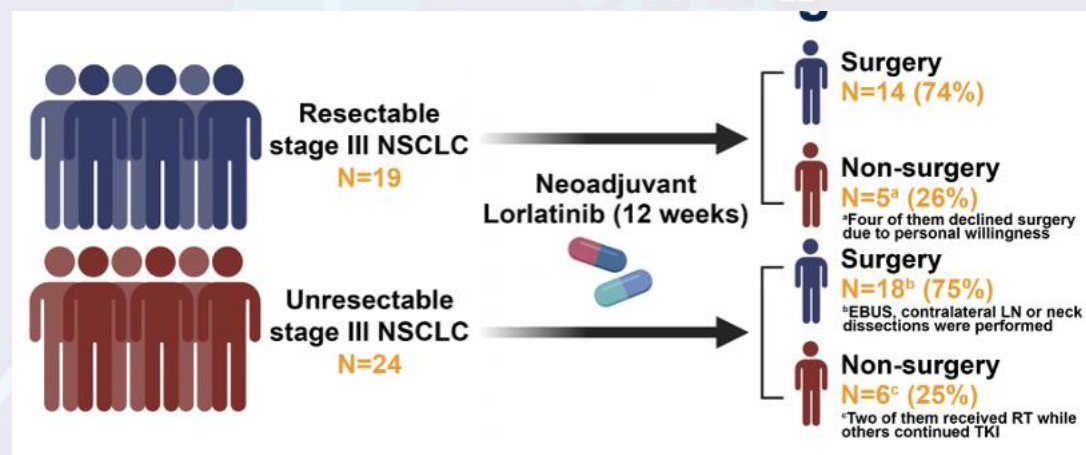 Resectable
stage III NSCLC
N=19
Neoadjuvant
Lorlatinib (12 weeks)
Unresectable
stage III NSCLC
N=24
Surgery
N=14 (74%)
Non-surgery
N=5ᵃ (26%)
ᵃFour of them declined surgery
due to personal willingness
Surgery
N=18ᵇ (75%)
ᵇEBUS, contralateral LN or neck
dissections were performed
Non-surgery
N=6ᶜ (25%)
ᶜTwo of them received RT while
others continued TKI